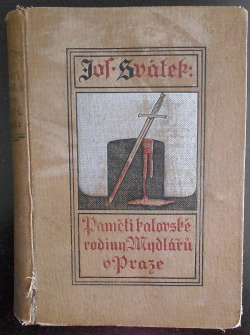 Jos. Svátek:
Paměti katovské
rodiny Mydlářů
v Praze